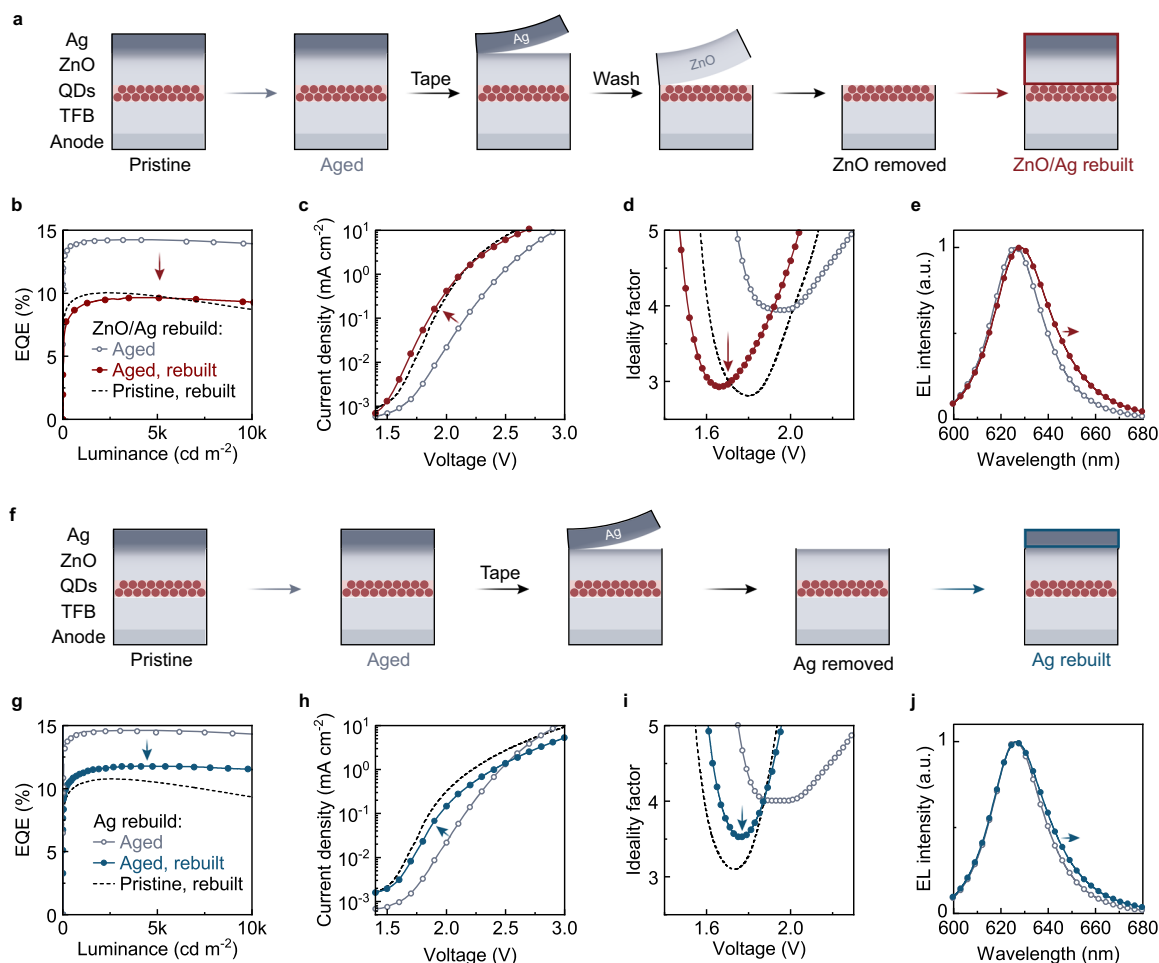 a
Ag
ZnO
QDs
TFB
Anode
Pristine
Aged
Tape
Ag
Wash
ZnO
ZnO removed
ZnO/Ag rebuilt
b
EQE (%)
15
10
5
0
0
5k
10k
Luminance (cd m-2)
ZnO/Ag rebuild:
Aged
Aged, rebuilt
Pristine, rebuilt
c
Current density (mA cm-2)
10^1
10^0
10^-1
10^-2
10^-3
1.5
2.0
2.5
3.0
Voltage (V)
d
Ideality factor
5
4
3
1.6
2.0
Voltage (V)
e
EL intensity (a.u.)
1
0
600
620
640
660
680
Wavelength (nm)
f
Ag
ZnO
QDs
TFB
Anode
Pristine
Aged
Tape
Ag
Ag removed
Ag rebuilt
g
EQE (%)
15
10
5
0
0
5k
10k
Luminance (cd m-2)
Ag rebuild:
Aged
Aged, rebuilt
Pristine, rebuilt
h
Current density (mA cm-2)
10^1
10^0
10^-1
10^-2
10^-3
1.5
2.0
2.5
3.0
Voltage (V)
i
Ideality factor
5
4
3
1.6
2.0
Voltage (V)
j
EL intensity (a.u.)
1
0
600
620
640
660
680
Wavelength (nm)